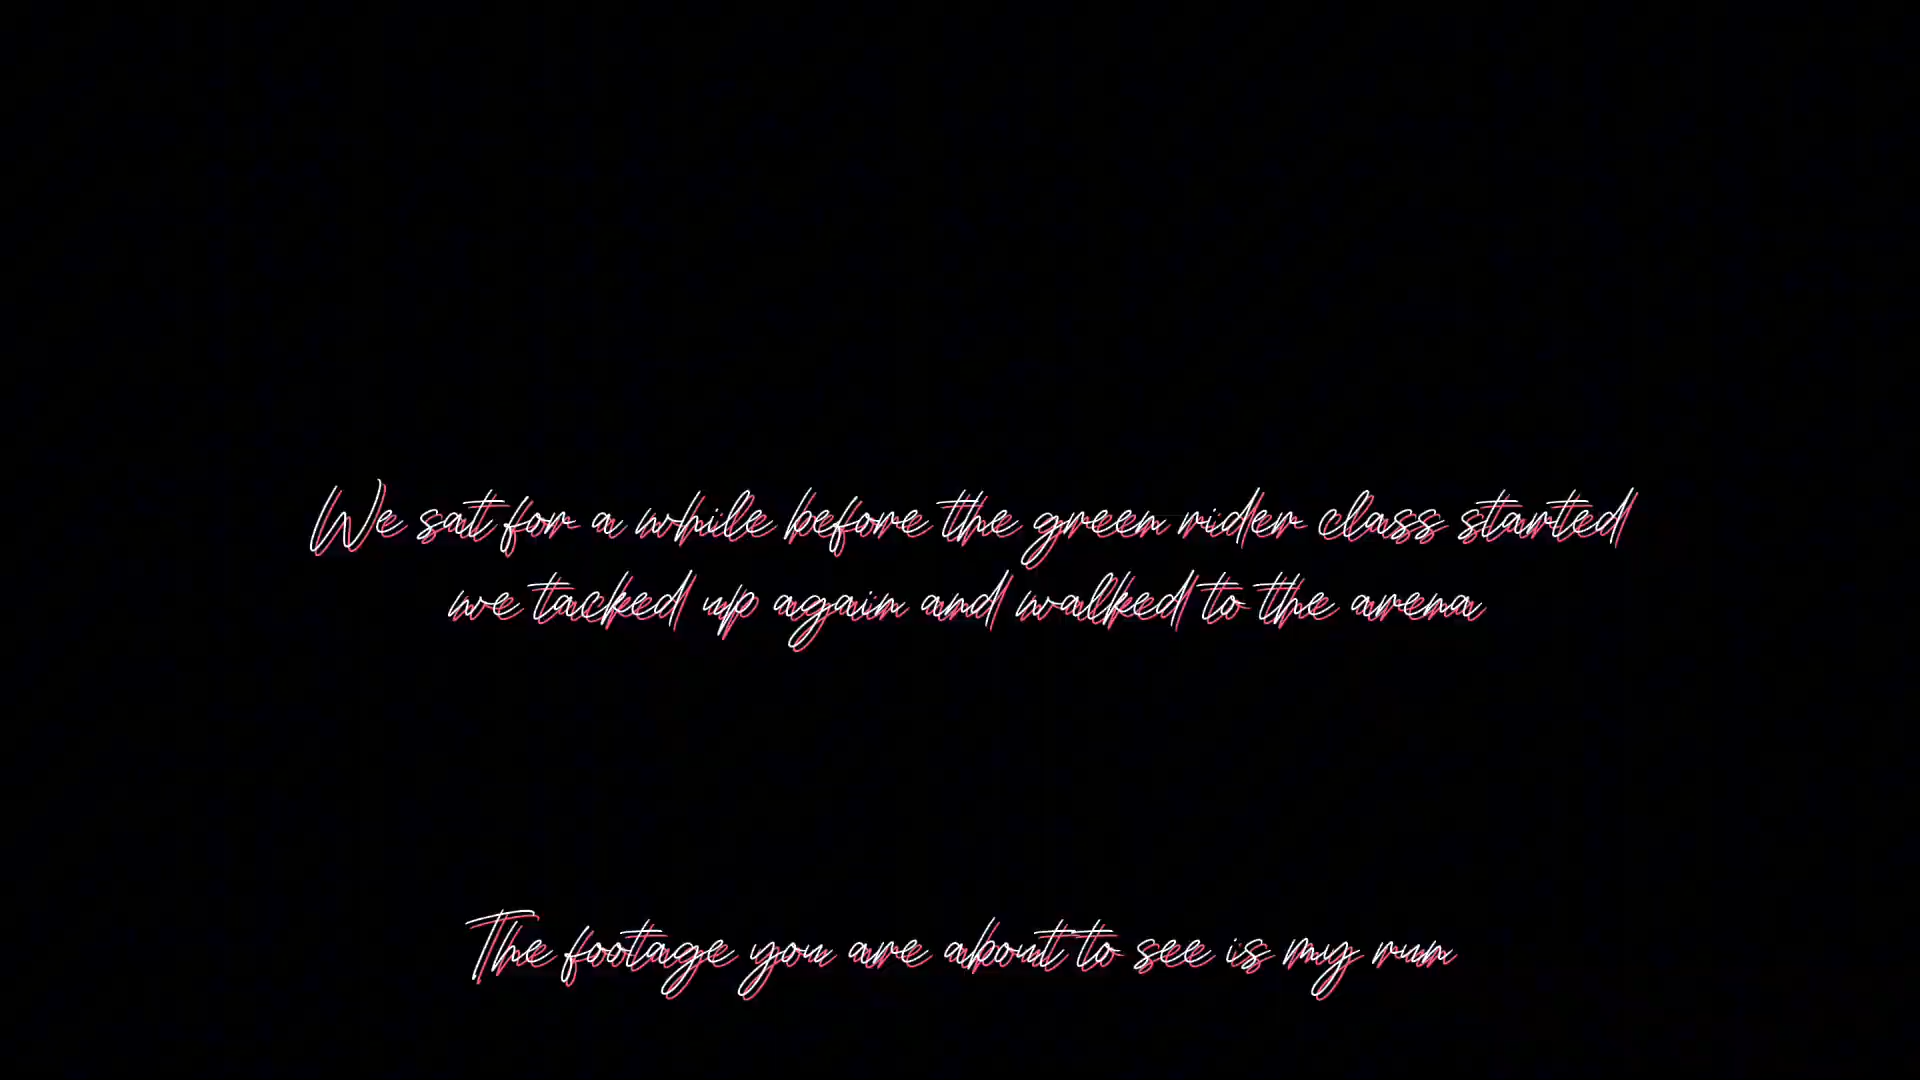 We sat for a while before the green rider class started
we tacked up again and walked to the arena
The footage you are about to see is my run